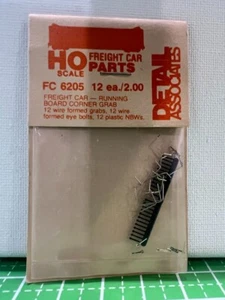 HO FREIGHT CAR
SCALE PARTS
FC 6205 12 ea./2.00
FREIGHT CAR — RUNNING
BOARD CORNER GRAB
12 wire formed grabs, 12 wire
formed eye bolts, 12 plastic NBWs.
DETAIL
ASSOCIATES